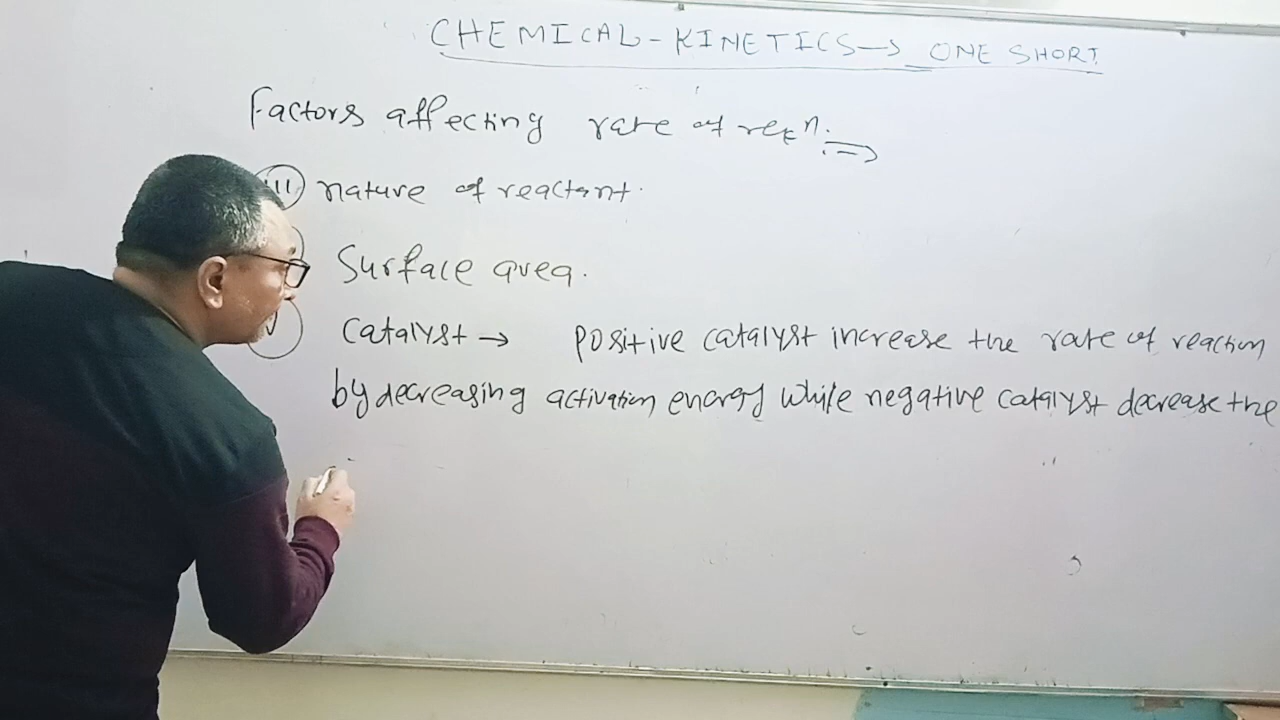 CHEMICAL-KINETICS → ONE SHORT
Factors affecting rate of
(iii) nature of reactant.
Surface area.
Catalyst → Positive catalyst increase the rate of reaction
by decreasing activation energy while negative catalyst decrease the